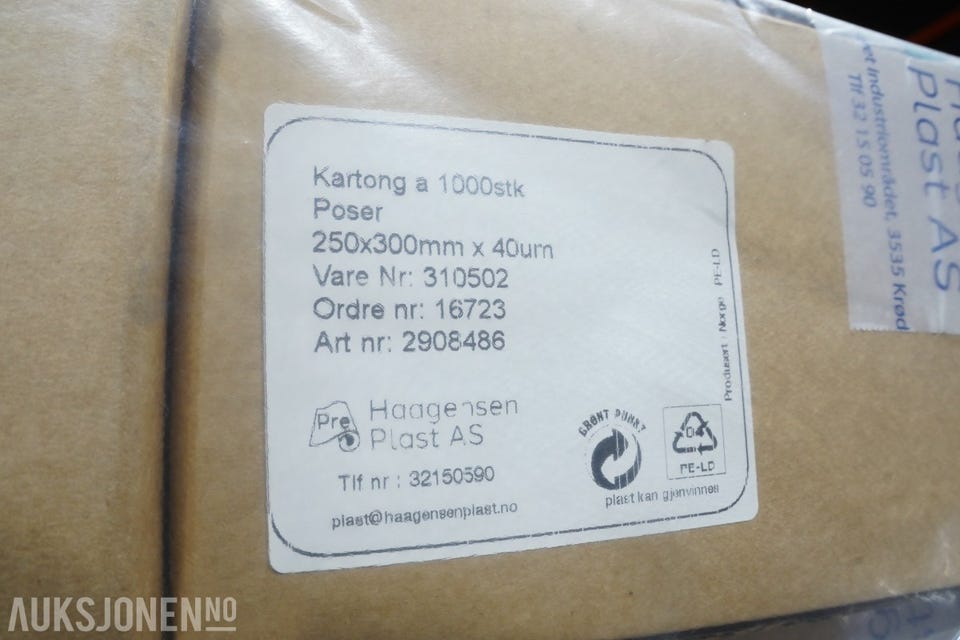 Kartong a 1000stk
Poser
250x300mm x 40um
Vare Nr: 310502
Ordre nr: 16723
Art nr: 2908486
Pre
Haagensen
Plast AS
Tlf nr : 32150590
plast@haagensenplast.no
GRØNT PUNKT
04
PE-LD
plast kan gjenvinnes
Produsert i Norge PE-LD
Plast AS
et Industriområdet, 3535 Krød
Tlf 32 15 05 90
AUKSJONEN.NO